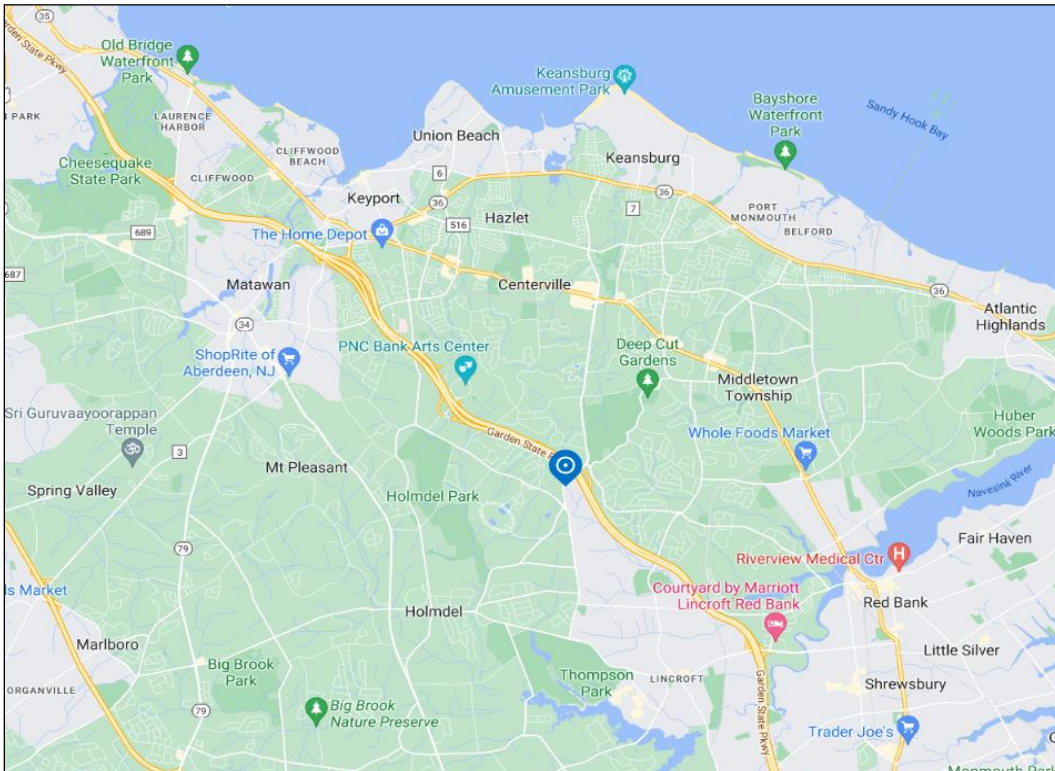 35
Garden State Pkwy
Old Bridge
Waterfront
Park
Keansburg
Amusement Park
Bayshore
Waterfront
Park
Sandy Hook Bay
PARK
LAURENCE
HARBOR
CLIFFWOOD
BEACH
Union Beach
Keansburg
Cheesequake
State Park
CLIFFWOOD
6
Keyport
36
36
7
PORT
MONMOUTH
BELFORD
516
Hazlet
689
The Home Depot
687
Matawan
Centerville
36
Atlantic
Highlands
34
PNC Bank Arts Center
Deep Cut
Gardens
ShopRite of
Aberdeen, NJ
Middletown
Township
Sri Guruvaayoorappan
Temple
Huber
Woods Park
Whole Foods Market
3
Garden State P
Mt Pleasant
Spring Valley
Holmdel Park
Navesink River
79
Fair Haven
Riverview Medical Ctr
H
ds Market
Courtyard by Marriott
Lincroft Red Bank
Red Bank
Holmdel
Marlboro
Little Silver
Big Brook
Park
Thompson
Park
LINCROFT
Shrewsbury
ORGANVILLE
79
Big Brook
Nature Preserve
Garden State Pkwy
Trader Joe's
Monmouth Park